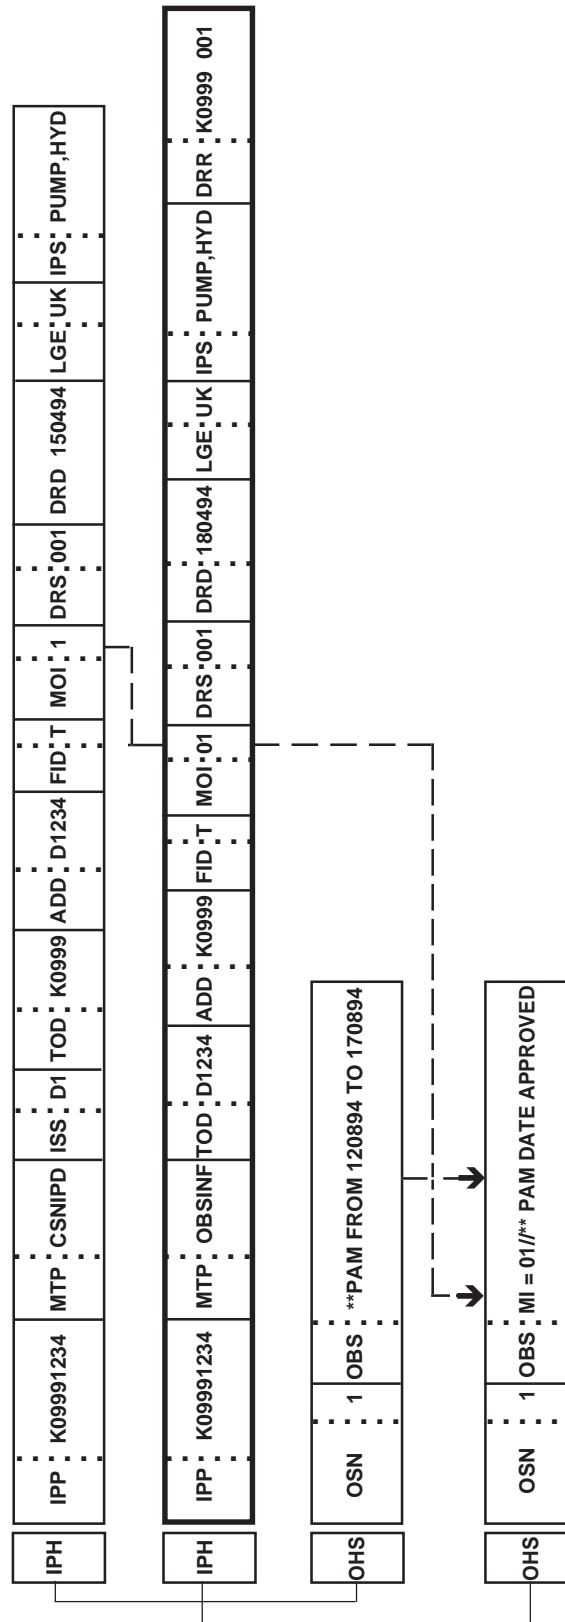 IPH IPP K09991234 MTP CSNIPD ISS D1 TOD K0999 ADD D1234 FID T MOI 1 DRS 001 DRD 150494 LGE UK IPS PUMP,HYD
IPH IPP K09991234 MTP OBSINF TOD D1234 ADD K0999 FID T MOI 01 DRS 001 DRD 180494 LGE UK IPS PUMP,HYD DRR K0999 001
OHS OSN 1 OBS **PAM FROM 120894 TO 170894
OHS OSN 1 OBS MI = 01//** PAM DATE APPROVED